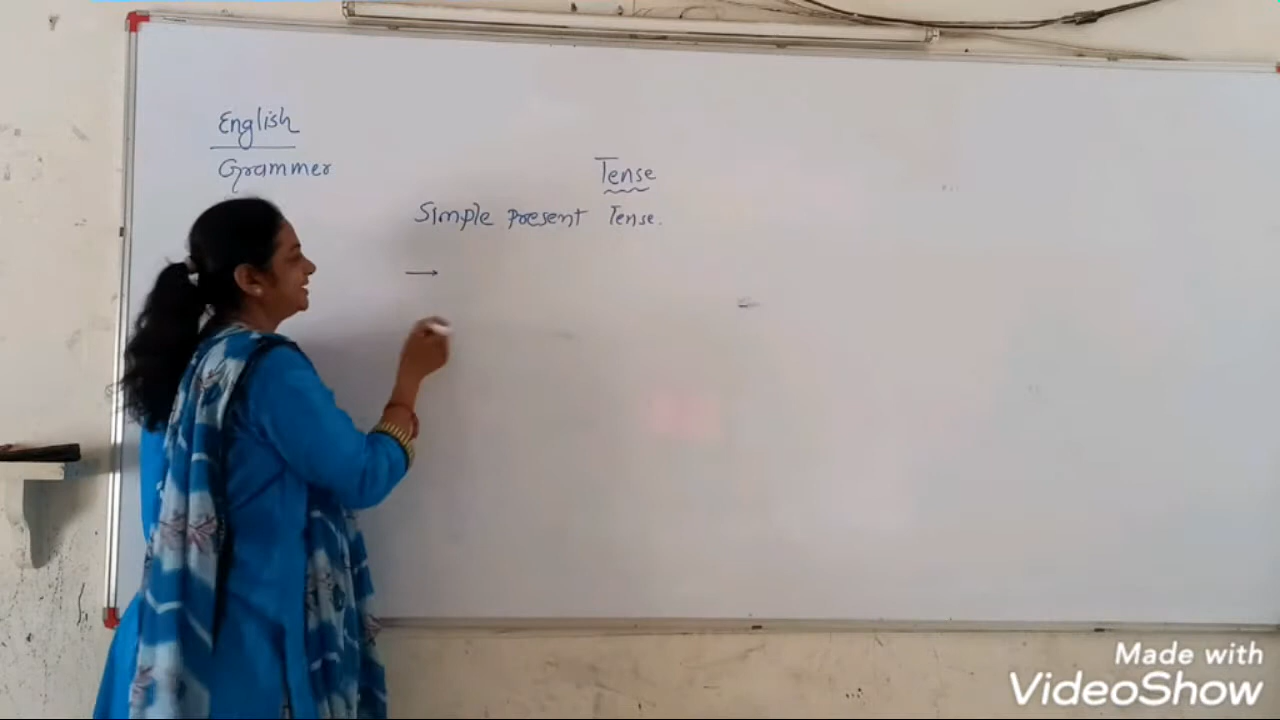 English
Grammer
Tense
Simple present Tense.
→
Made with
VideoShow